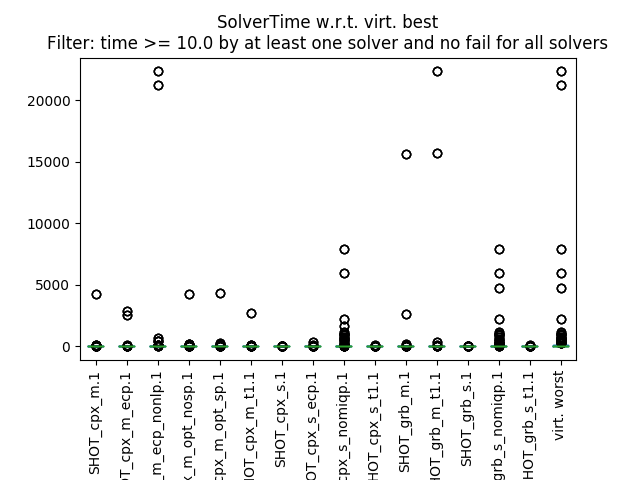 SolverTime w.r.t. virt. best
Filter: time >= 10.0 by at least one solver and no fail for all solvers
20000
15000
10000
5000
0
SHOT_cpx_m.1
OT_cpx_m_ecp.1
_m_ecp_nonlp.1
x_m_opt_nosp.1
cpx_m_opt_sp.1
HOT_cpx_m_t1.1
SHOT_cpx_s.1
OT_cpx_s_ecp.1
cpx_s_nomiqp.1
HOT_cpx_s_t1.1
SHOT_grb_m.1
HOT_grb_m_t1.1
SHOT_grb_s.1
grb_s_nomiqp.1
HOT_grb_s_t1.1
virt. worst